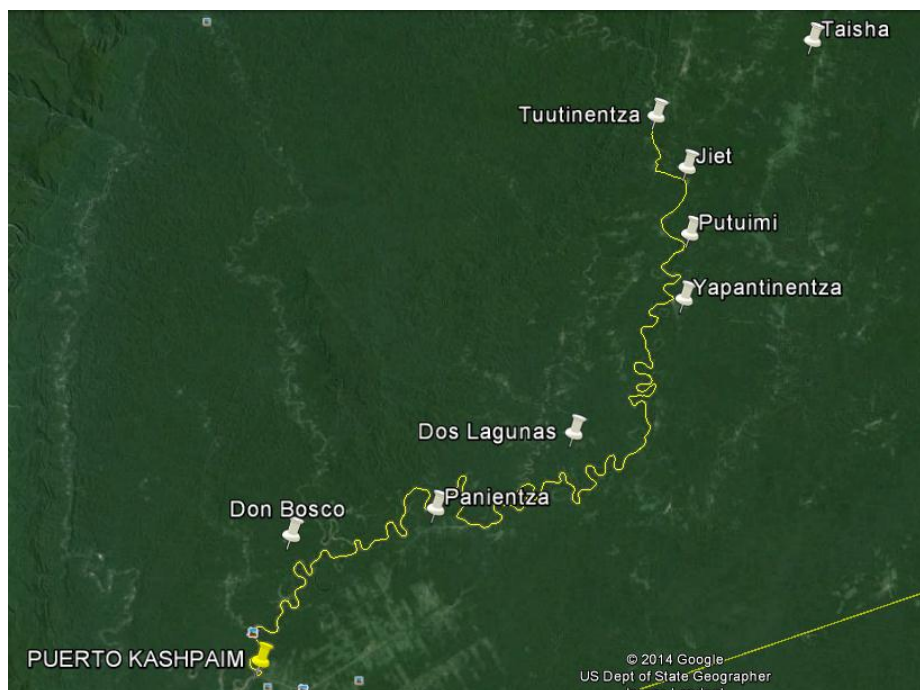 Taisha
Tuutinentza
Jiet
Putuimi
Yapantinentza
Dos Lagunas
Panientza
Don Bosco
PUERTO KASHPAIM
© 2014 Google
US Dept of State Geographer